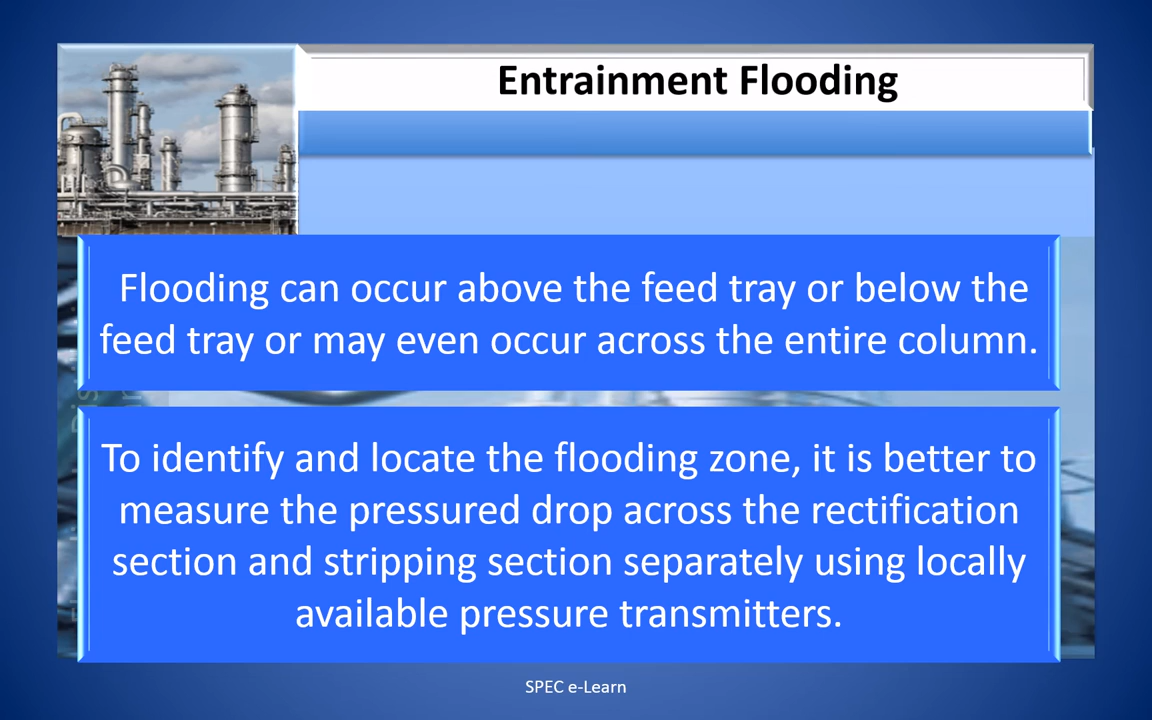 Entrainment Flooding
Flooding can occur above the feed tray or below the
feed tray or may even occur across the entire column.
To identify and locate the flooding zone, it is better to
measure the pressured drop across the rectification
section and stripping section separately using locally
available pressure transmitters.
SPEC e-Learn